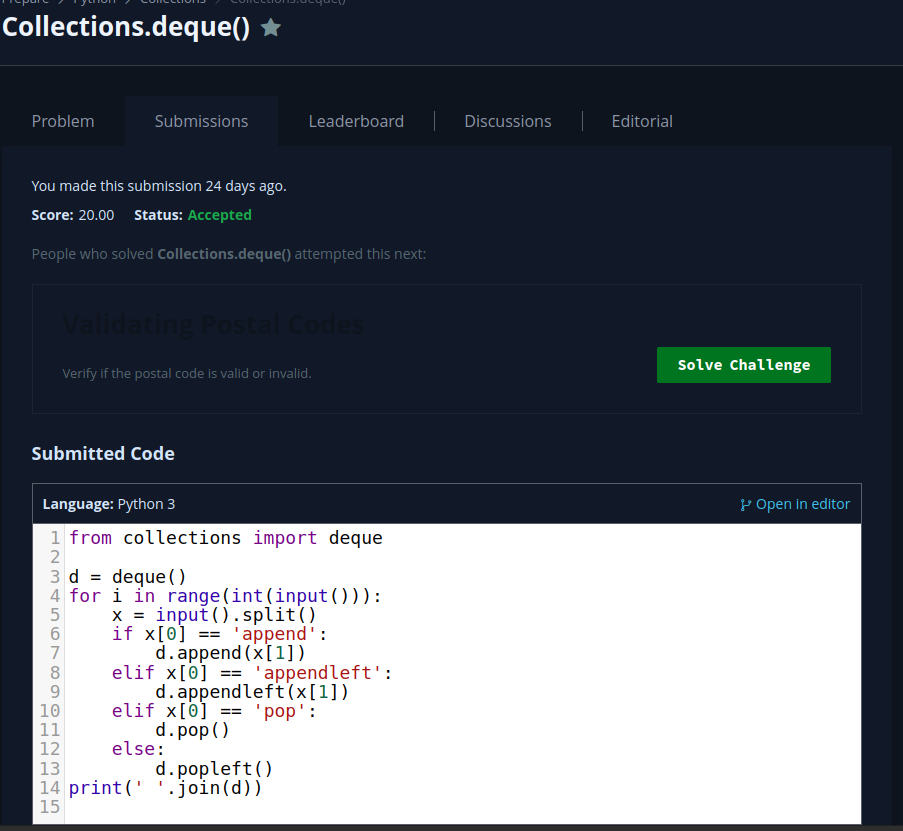 Prepare > Python > Collections > Collections.deque()
Collections.deque()
Problem
Submissions
Leaderboard
Discussions
Editorial
You made this submission 24 days ago.
Score: 20.00 Status: Accepted
People who solved Collections.deque() attempted this next:
Validating Postal Codes
Verify if the postal code is valid or invalid.
Solve Challenge
Submitted Code
Language: Python 3
Open in editor
1 from collections import deque
2
3 d = deque()
4 for i in range(int(input())):
5     x = input().split()
6     if x[0] == 'append':
7         d.append(x[1])
8     elif x[0] == 'appendleft':
9         d.appendleft(x[1])
10     elif x[0] == 'pop':
11         d.pop()
12     else:
13         d.popleft()
14 print(' '.join(d))
15